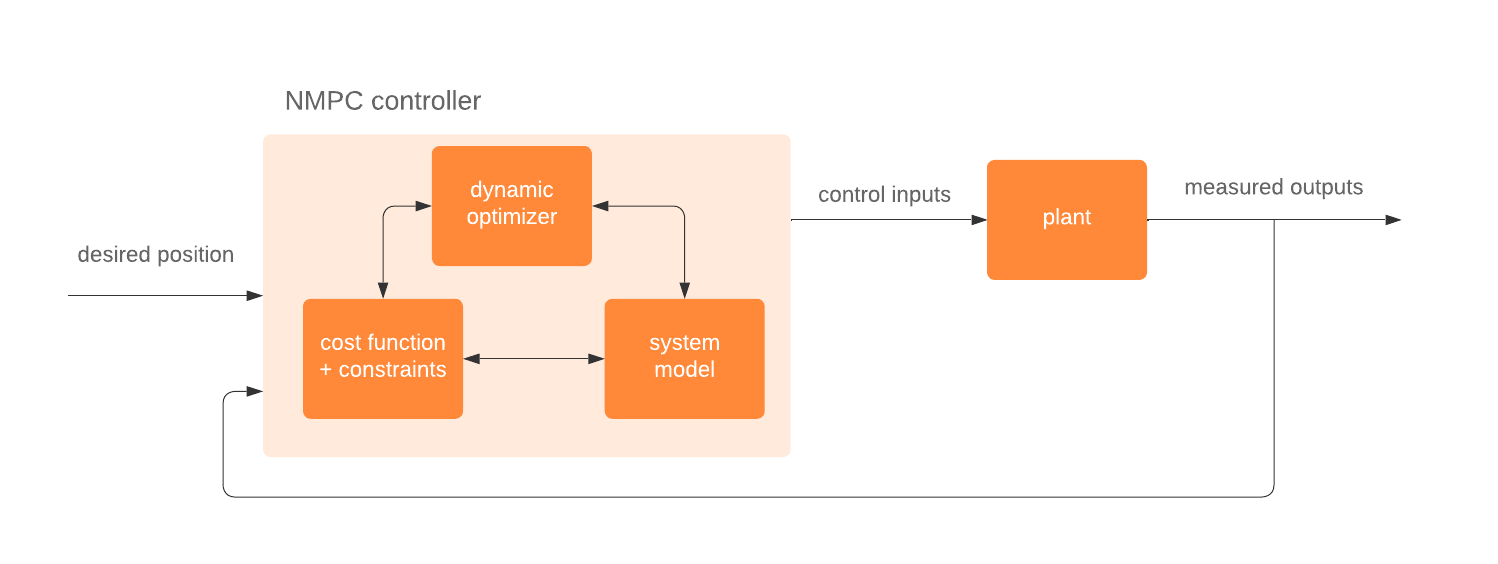 NMPC controller
dynamic
optimizer
control inputs
measured outputs
plant
desired position
cost function
+ constraints
system
model